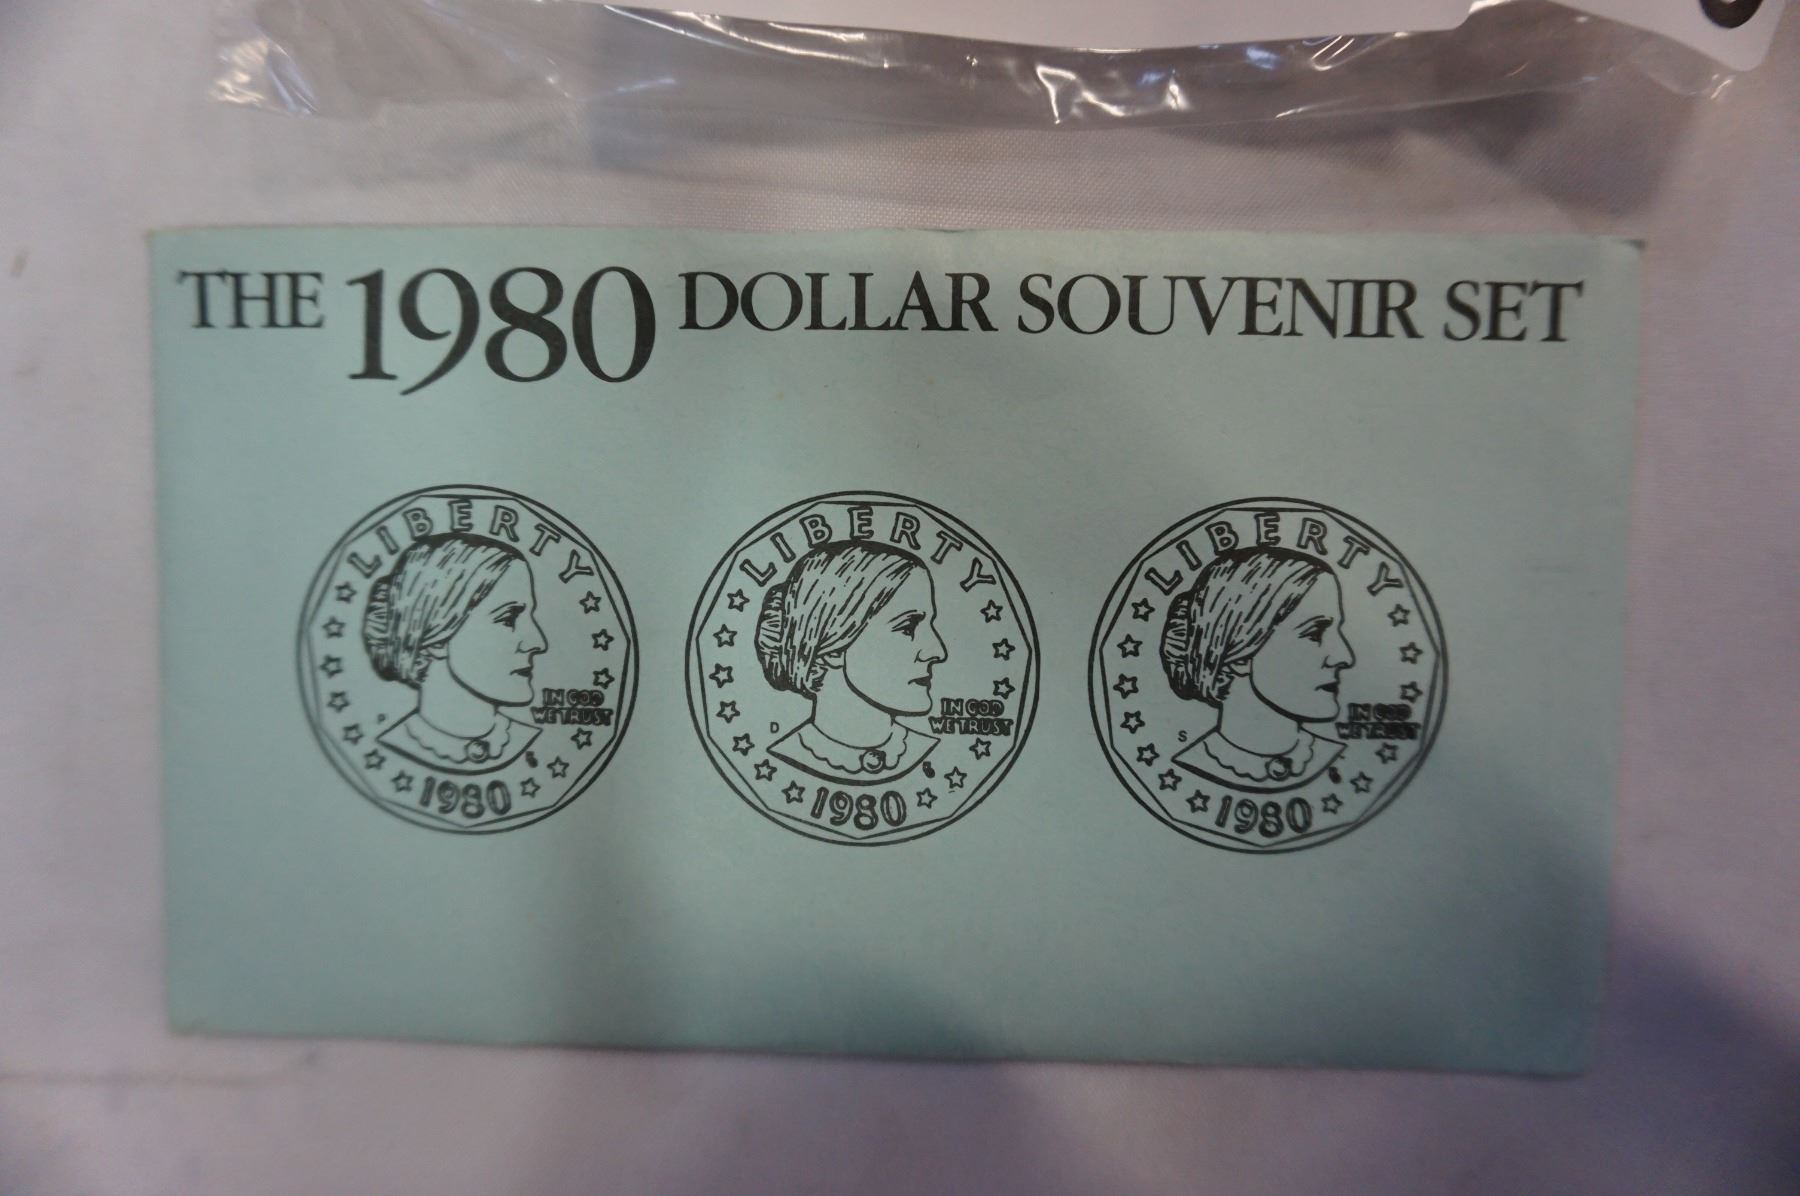 THE 1980 DOLLAR SOUVENIR SET
LIBERTY
IN GOD
WE TRUST
P
1980
LIBERTY
IN GOD
WE TRUST
D
1980
LIBERTY
IN GOD
WE TRUST
S
1980